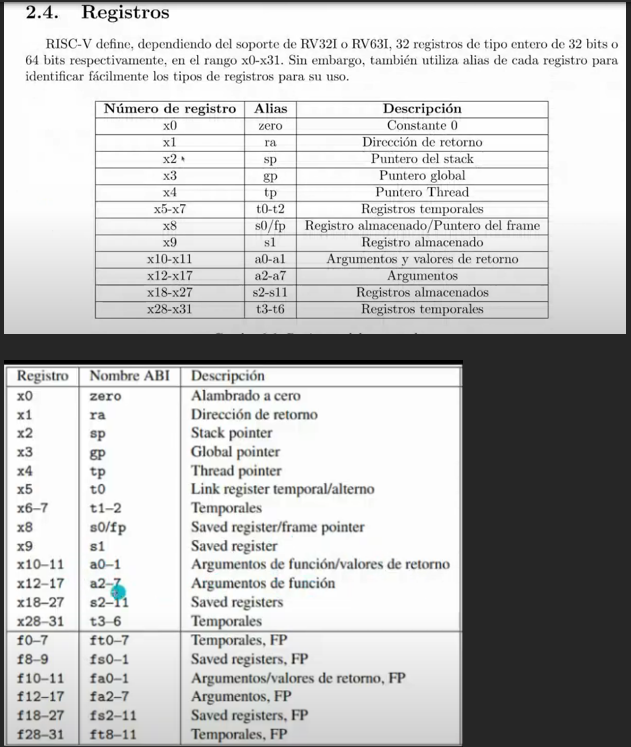 2.4. Registros
RISC-V define, dependiendo del soporte de RV32I o RV63I, 32 registros de tipo entero de 32 bits o
64 bits respectivamente, en el rango x0-x31. Sin embargo, también utiliza alias de cada registro para
identificar fácilmente los tipos de registros para su uso.
Número de registro Alias Descripción
x0 zero Constante 0
x1 ra Dirección de retorno
x2 sp Puntero del stack
x3 gp Puntero global
x4 tp Puntero Thread
x5-x7 t0-t2 Registros temporales
x8 s0/fp Registro almacenado/Puntero del frame
x9 s1 Registro almacenado
x10-x11 a0-a1 Argumentos y valores de retorno
x12-x17 a2-a7 Argumentos
x18-x27 s2-s11 Registros almacenados
x28-x31 t3-t6 Registros temporales
Registro Nombre ABI Descripción
x0 zero Alambrado a cero
x1 ra Dirección de retorno
x2 sp Stack pointer
x3 gp Global pointer
x4 tp Thread pointer
x5 t0 Link register temporal/alterno
x6–7 t1–2 Temporales
x8 s0/fp Saved register/frame pointer
x9 s1 Saved register
x10–11 a0–1 Argumentos de función/valores de retorno
x12–17 a2–7 Argumentos de función
x18–27 s2–11 Saved registers
x28–31 t3–6 Temporales
f0–7 ft0–7 Temporales, FP
f8–9 fs0–1 Saved registers, FP
f10–11 fa0–1 Argumentos/valores de retorno, FP
f12–17 fa2–7 Argumentos, FP
f18–27 fs2–11 Saved registers, FP
f28–31 ft8–11 Temporales, FP